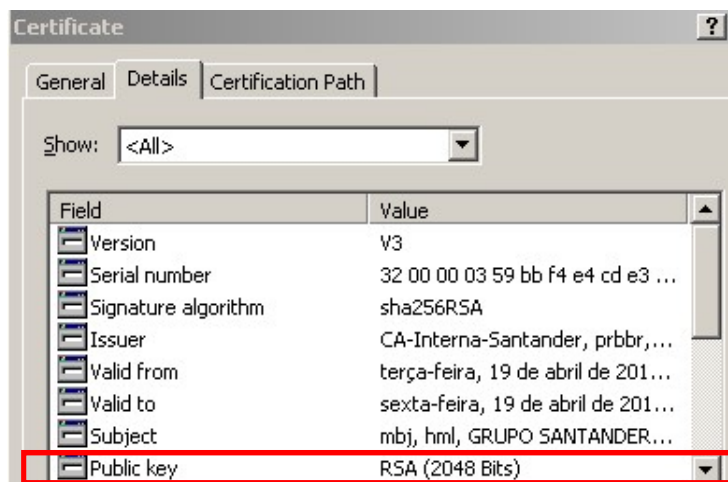 Certificate ?
General Details Certification Path
Show: <All>
Field Value
Version V3
Serial number 32 00 00 03 59 bb f4 e4 cd e3 ...
Signature algorithm sha256RSA
Issuer CA-Interna-Santander, prbbr,...
Valid from terça-feira, 19 de abril de 201...
Valid to sexta-feira, 19 de abril de 201...
Subject mbj, hml, GRUPO SANTANDER...
Public key RSA (2048 Bits)